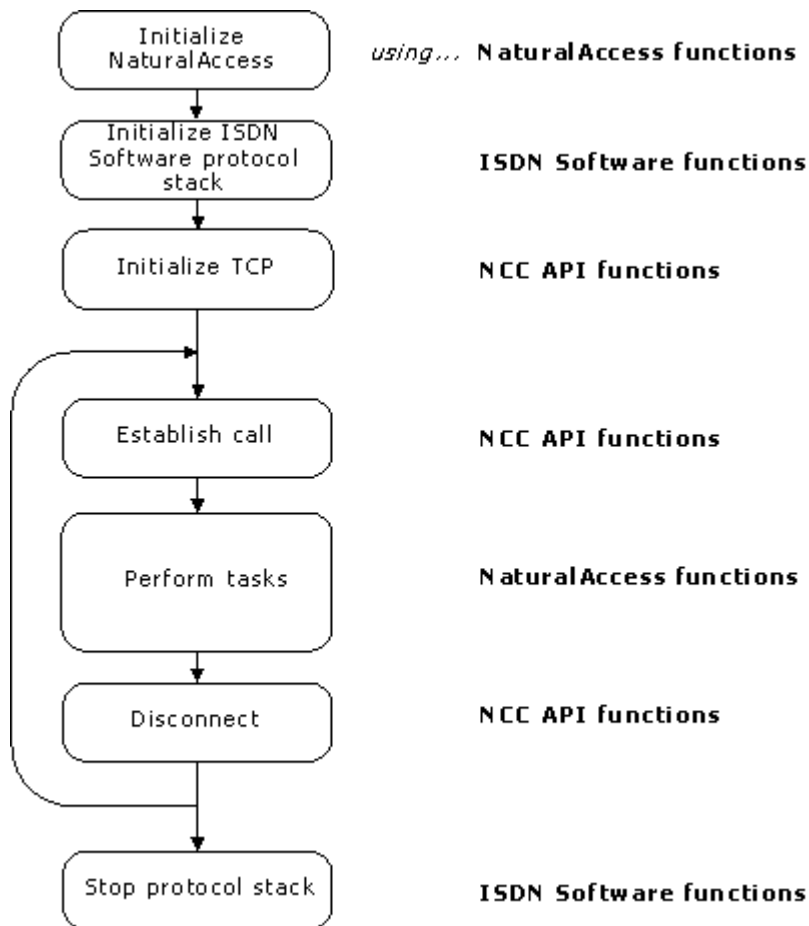 Initialize
NaturalAccess
using... NaturalAccess functions
Initialize ISDN
Software protocol
stack
ISDN Software functions
Initialize TCP
NCC API functions
Establish call
NCC API functions
Perform tasks
NaturalAccess functions
Disconnect
NCC API functions
Stop protocol stack
ISDN Software functions